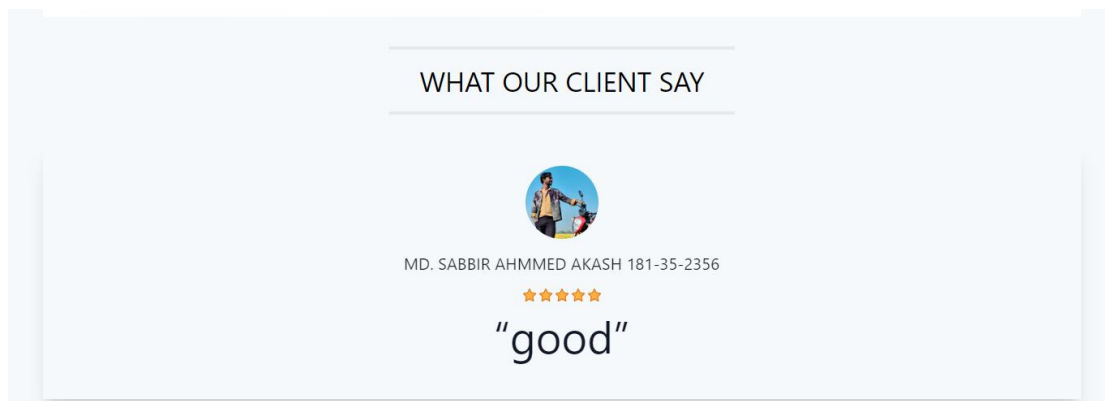 WHAT OUR CLIENT SAY
MD. SABBIR AHMMED AKASH 181-35-2356
“good”